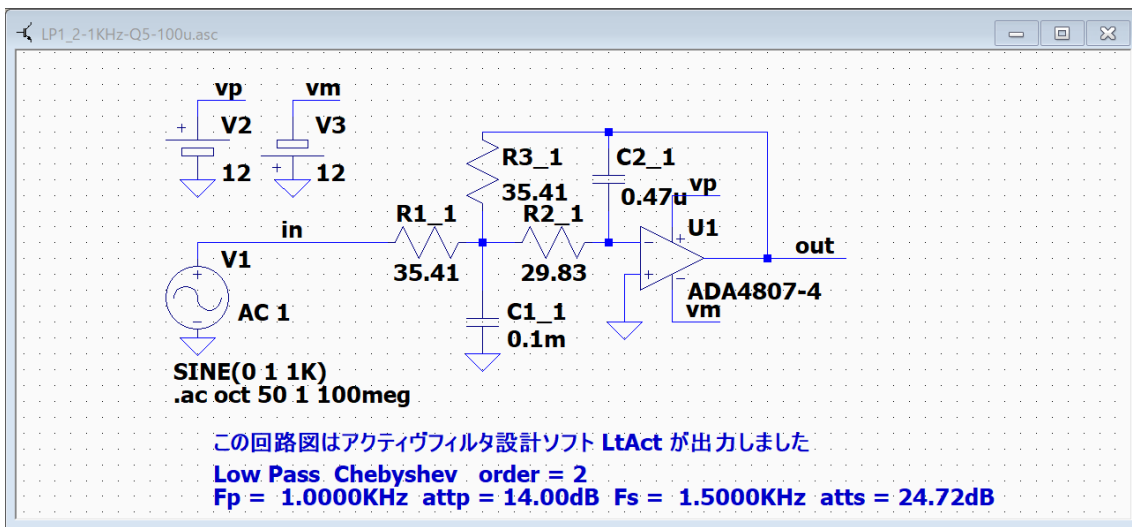 LP1_2-1KHz-Q5-100u.asc
vp
vm
V2
V3
12
12
R3_1
35.41
C2_1
0.47u
vp
in
R1_1
35.41
R2_1
29.83
U1
out
V1
AC 1
C1_1
0.1m
ADA4807-4
vm
SINE(0 1 1K)
.ac oct 50 1 100meg
この回路図はアクティヴフィルタ設計ソフト LtAct が出力しました
Low Pass Chebyshev order = 2
Fp = 1.0000KHz attp = 14.00dB Fs = 1.5000KHz atts = 24.72dB